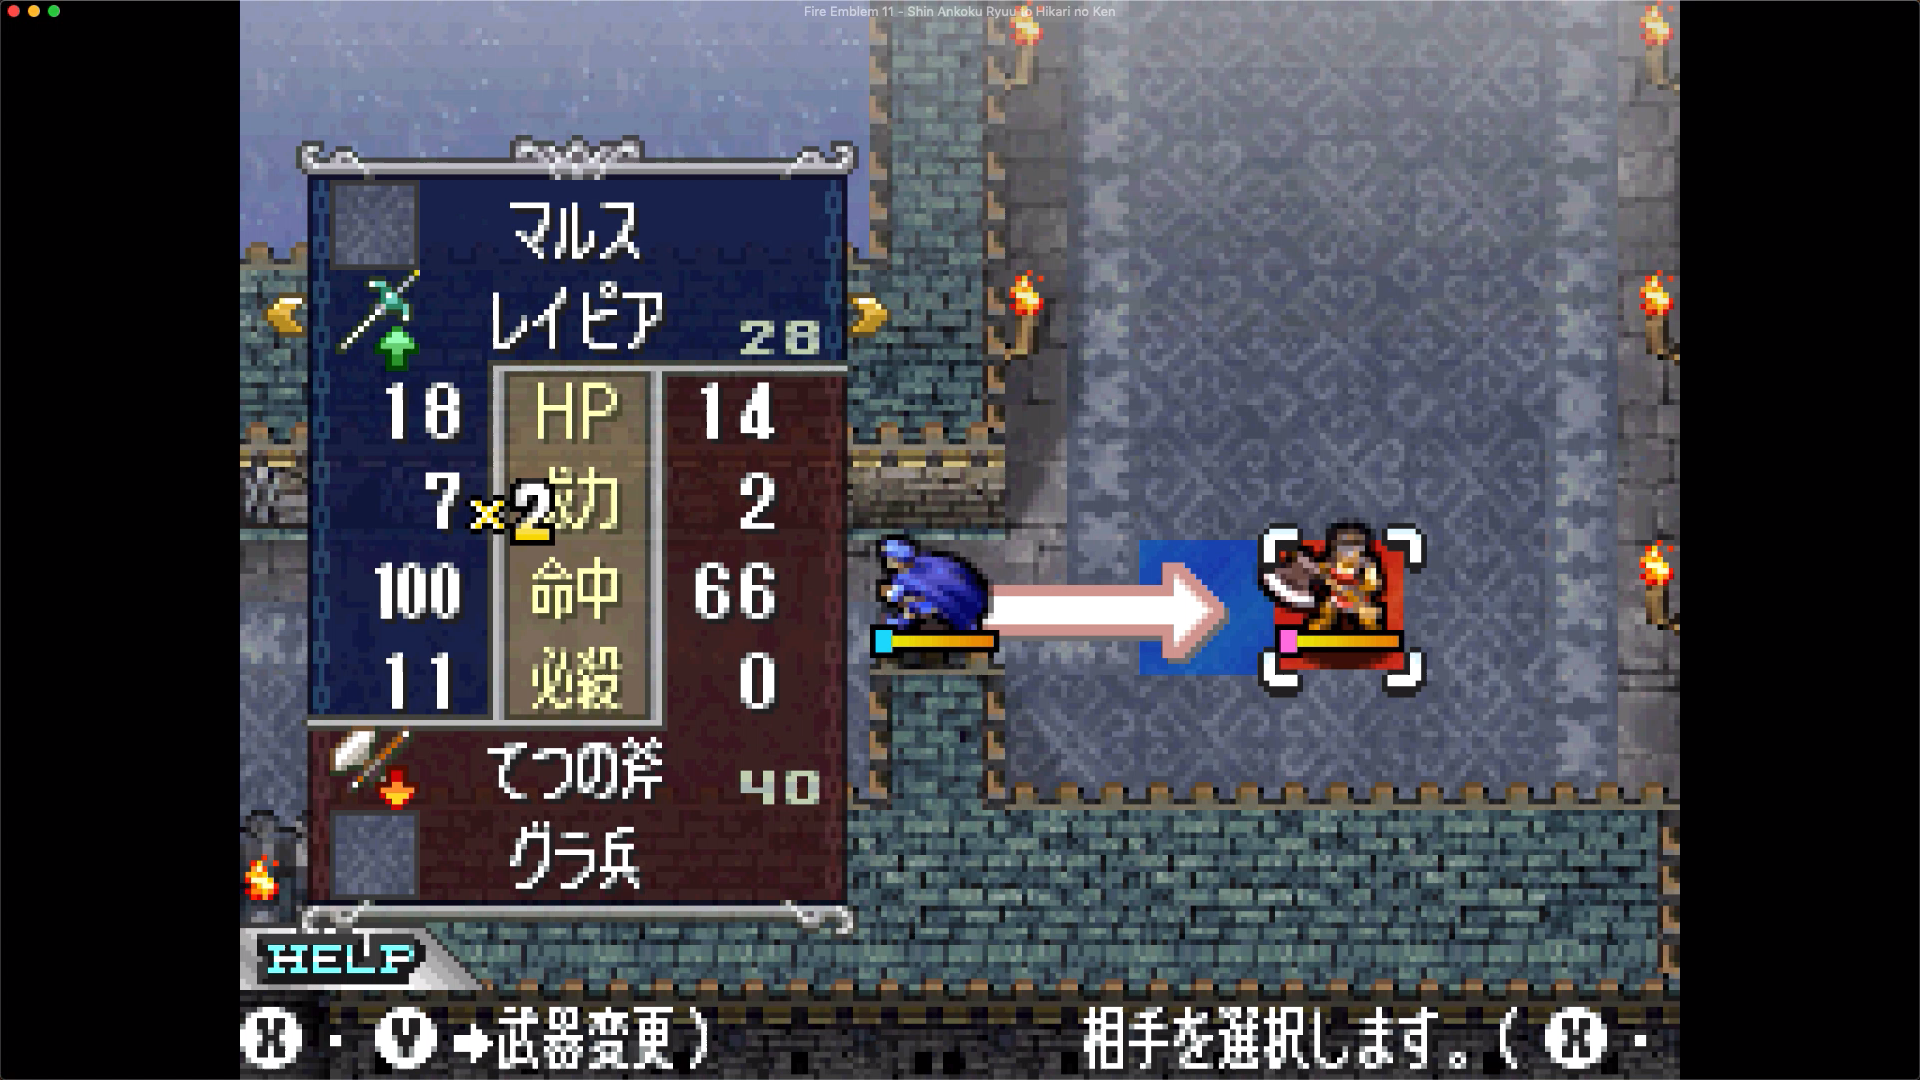 Fire Emblem 11 - Shin Ankoku Ryuu to Hikari no Ken
マルス
レイピア 28
18 HP 14
7×2 威力 2
100 命中 66
11 必殺 0
てつの斧 40
グラ兵
HELP
X・Y➡武器変更) 相手を選択します。(X・